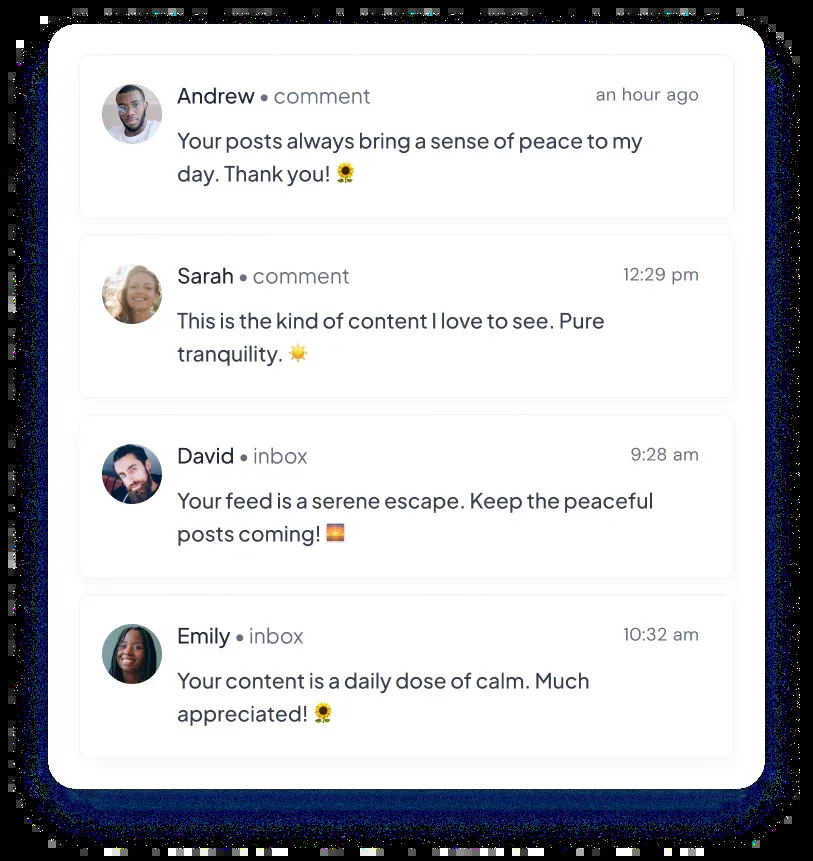 Andrew • comment
an hour ago
Your posts always bring a sense of peace to my
day. Thank you! 🌻
Sarah • comment
12:29 pm
This is the kind of content I love to see. Pure
tranquility. ☀️
David • inbox
9:28 am
Your feed is a serene escape. Keep the peaceful
posts coming! 🌅
Emily • inbox
10:32 am
Your content is a daily dose of calm. Much
appreciated! 🌻